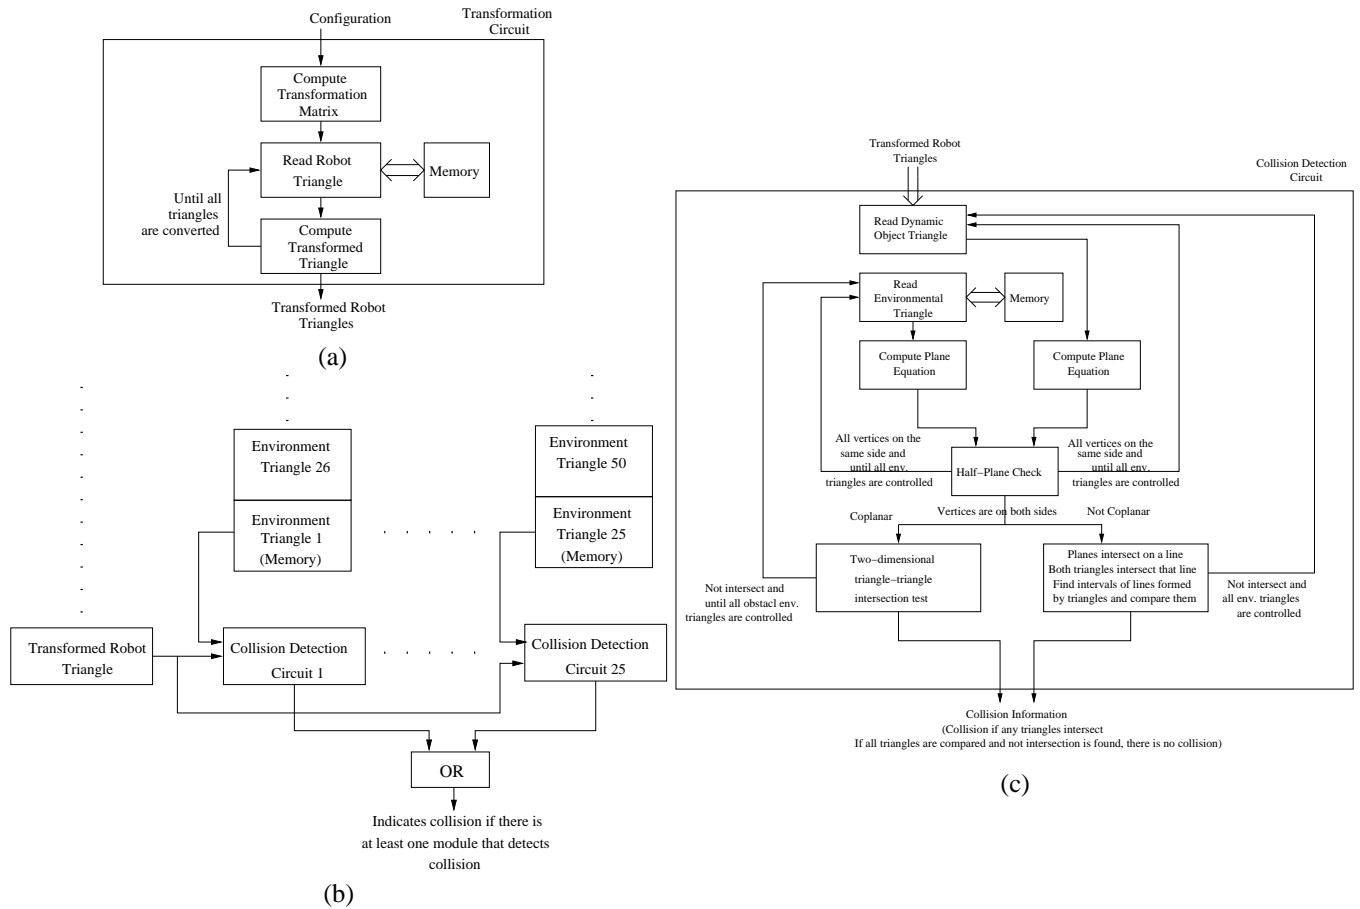 Configuration
Transformation
Circuit
Compute
Transformation
Matrix
Read Robot
Triangle
Memory
Until all
triangles
are converted
Compute
Transformed
Triangle
Transformed Robot
Triangles
(a)
Environment
Triangle 26
Environment
Triangle 1
(Memory)
Environment
Triangle 50
Environment
Triangle 25
(Memory)
Transformed Robot
Triangle
Collision Detection
Circuit 1
Collision Detection
Circuit 25
OR
Indicates collision if there is
at least one module that detects
collision
(b)
Transformed Robot
Triangles
Collision Detection
Circuit
Read Dynamic
Object Triangle
Read
Environmental
Triangle
Memory
Compute Plane
Equation
Compute Plane
Equation
All vertices on the
same side and
until all env.
triangles are controlled
Half−Plane Check
All vertices on the
same side and
until all env.
triangles are controlled
Coplanar
Vertices are on both sides
Not Coplanar
Two−dimensional
triangle−triangle
intersection test
Planes intersect on a line
Both triangles intersect that line
Find intervals of lines formed
by triangles and compare them
Not intersect and
until all obstacl env.
triangles are controlled
Not intersect and
all env. triangles
are controlled
Collision Information
(Collision if any triangles intersect
If all triangles are compared and not intersection is found, there is no collision)
(c)